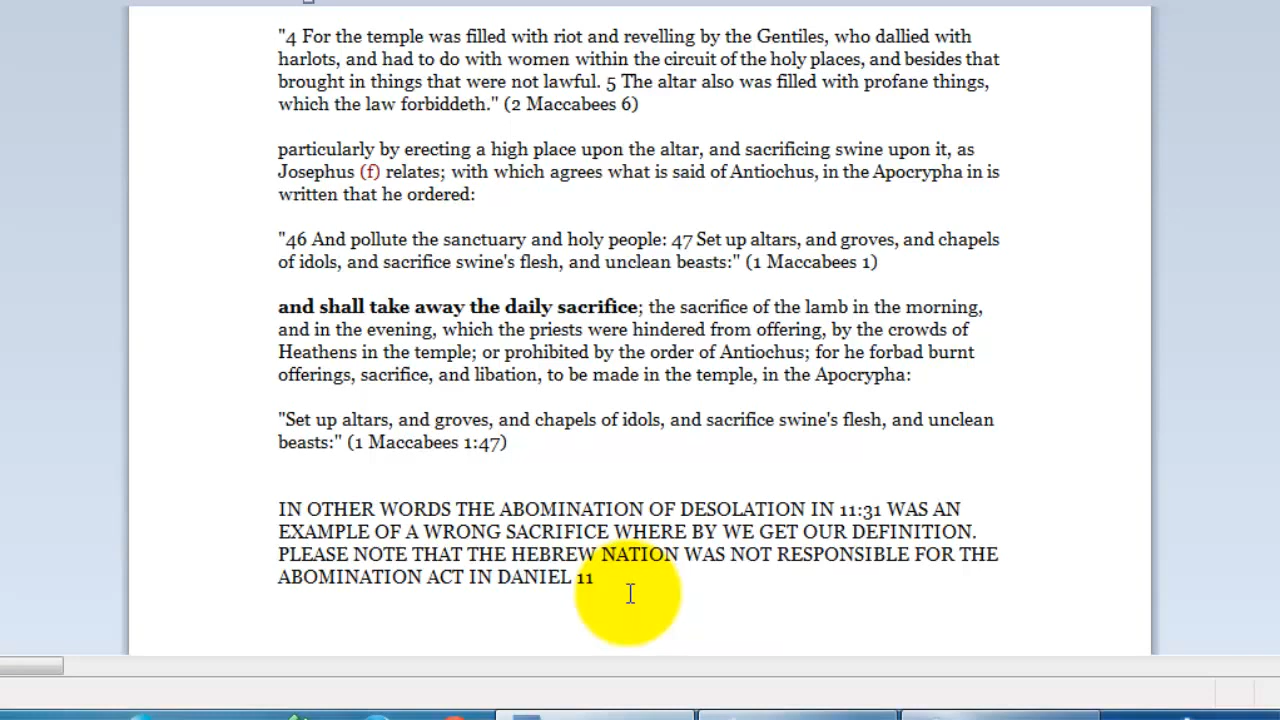 "4 For the temple was filled with riot and revelling by the Gentiles, who dallied with
harlots, and had to do with women within the circuit of the holy places, and besides that
brought in things that were not lawful. 5 The altar also was filled with profane things,
which the law forbiddeth." (2 Maccabees 6)
particularly by erecting a high place upon the altar, and sacrificing swine upon it, as
Josephus (f) relates; with which agrees what is said of Antiochus, in the Apocrypha in is
written that he ordered:
"46 And pollute the sanctuary and holy people: 47 Set up altars, and groves, and chapels
of idols, and sacrifice swine's flesh, and unclean beasts:" (1 Maccabees 1)
and shall take away the daily sacrifice; the sacrifice of the lamb in the morning,
and in the evening, which the priests were hindered from offering, by the crowds of
Heathens in the temple; or prohibited by the order of Antiochus; for he forbad burnt
offerings, sacrifice, and libation, to be made in the temple, in the Apocrypha:
"Set up altars, and groves, and chapels of idols, and sacrifice swine's flesh, and unclean
beasts:" (1 Maccabees 1:47)
IN OTHER WORDS THE ABOMINATION OF DESOLATION IN 11:31 WAS AN
EXAMPLE OF A WRONG SACRIFICE WHERE BY WE GET OUR DEFINITION.
PLEASE NOTE THAT THE HEBREW NATION WAS NOT RESPONSIBLE FOR THE
ABOMINATION ACT IN DANIEL 11